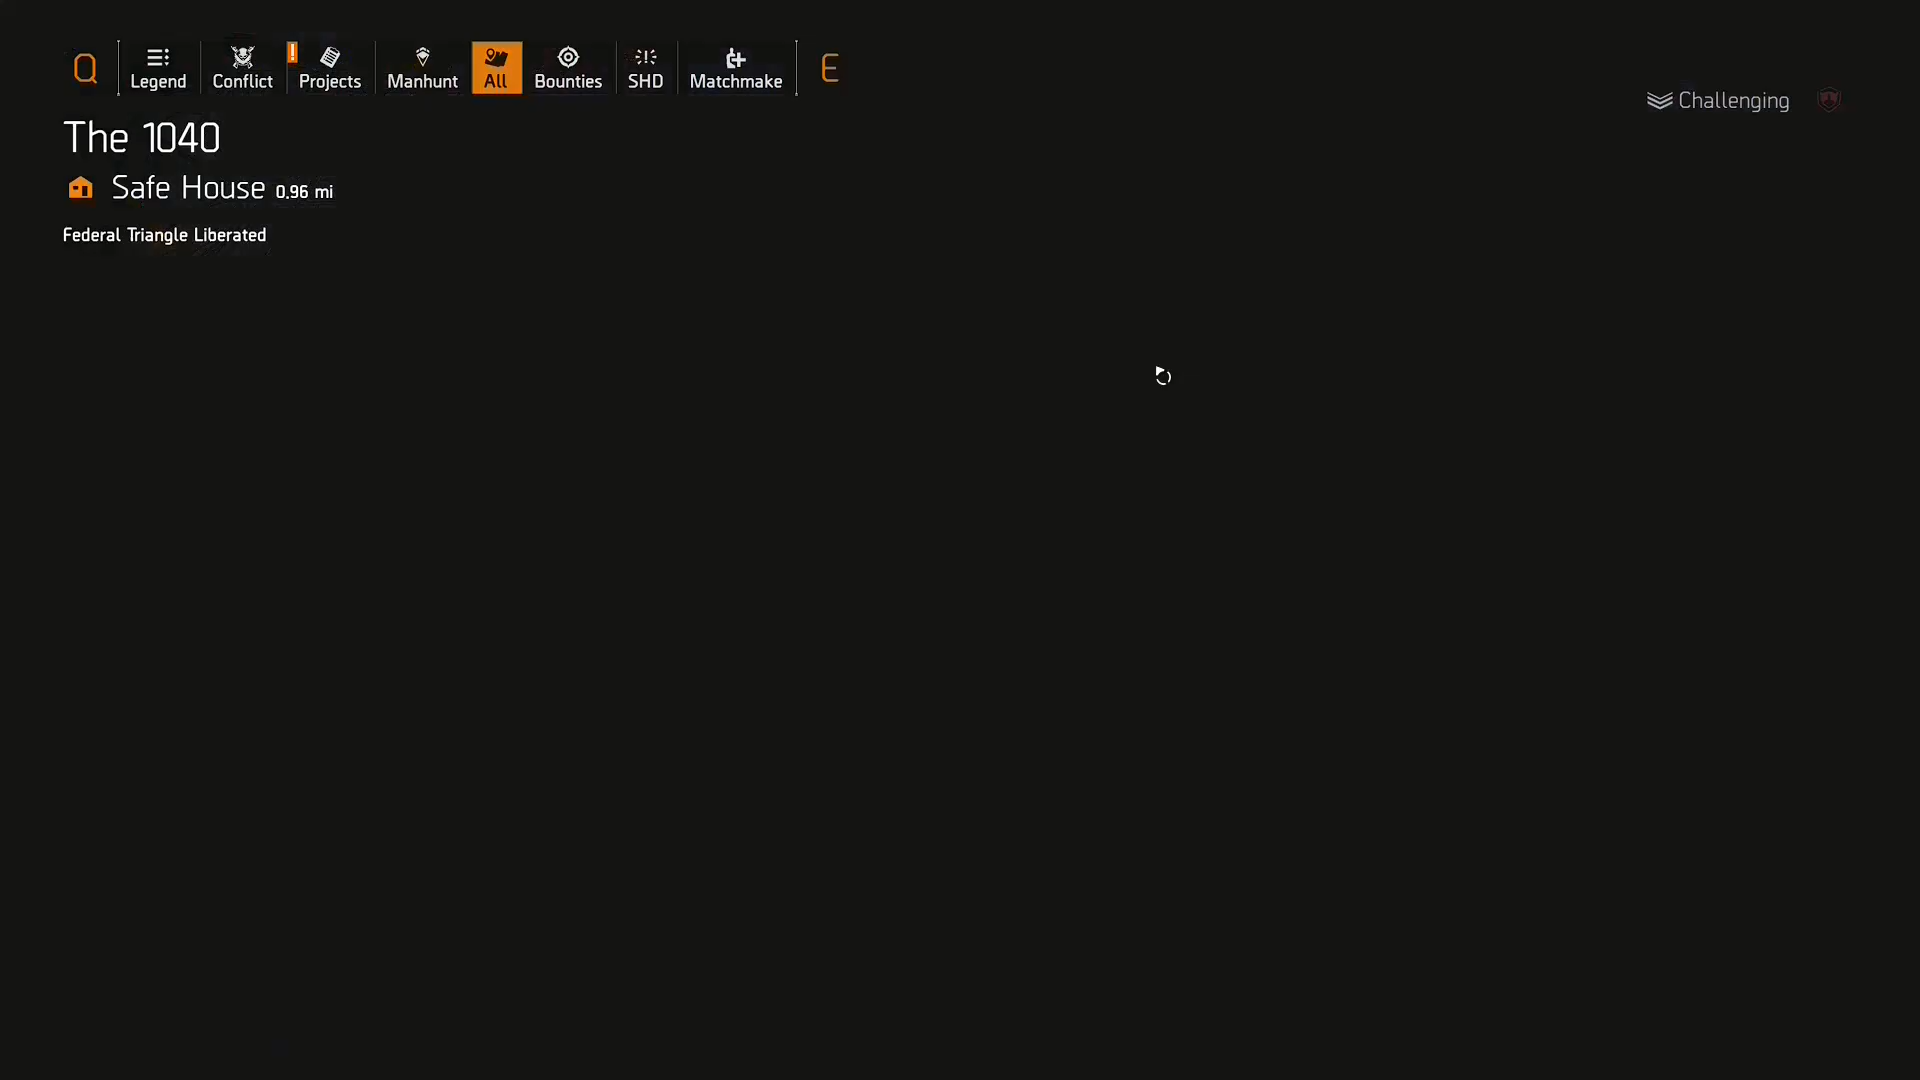 Q Legend Conflict ! Projects Manhunt All Bounties SHD Matchmake E
Challenging
The 1040
Safe House 0.96 mi
Federal Triangle Liberated